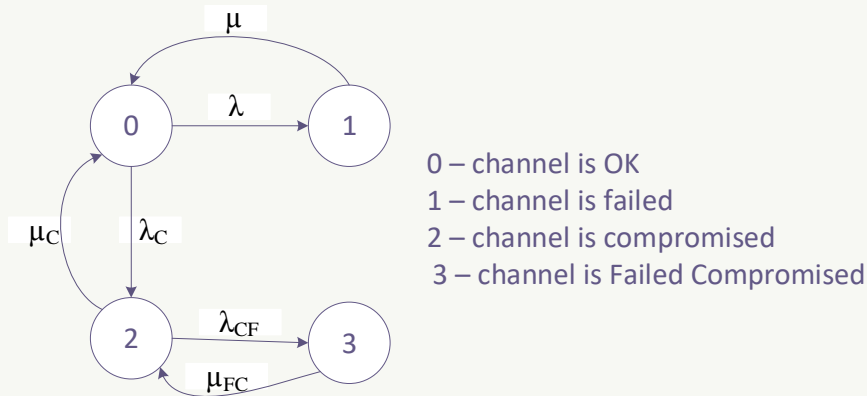 μ
0
λ
1
0 – channel is OK
1 – channel is failed
2 – channel is compromised
3 – channel is Failed Compromised
μC
λC
2
λCF
3
μFC